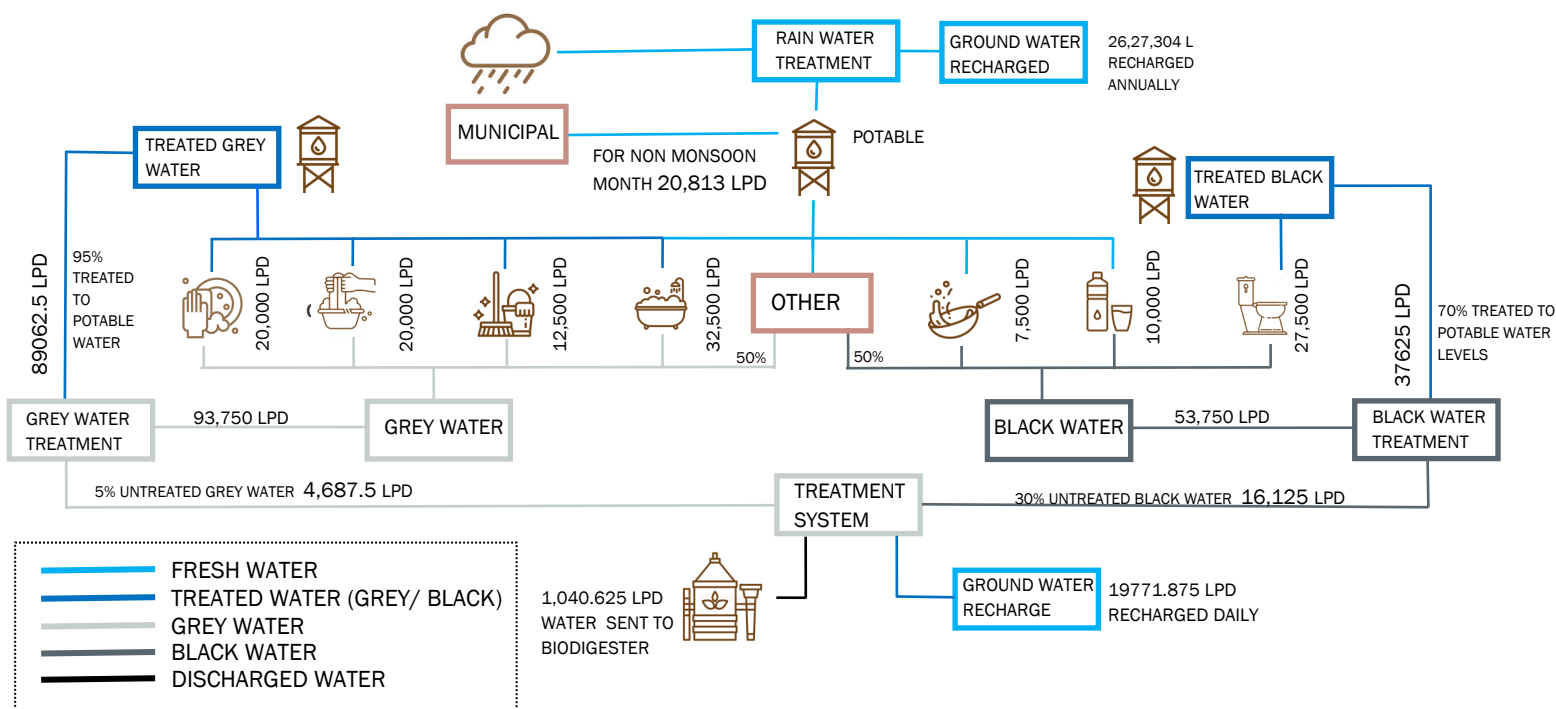 RAIN WATER
TREATMENT
GROUND WATER
RECHARGED
26,27,304 L
RECHARGED
ANNUALLY
MUNICIPAL
POTABLE
FOR NON MONSOON
MONTH 20,813 LPD
TREATED GREY
WATER
TREATED BLACK
WATER
89062.5 LPD
95%
TREATED
TO
POTABLE
WATER
20,000 LPD
20,000 LPD
12,500 LPD
32,500 LPD
OTHER
7,500 LPD
10,000 LPD
27,500 LPD
37625 LPD
70% TREATED TO
POTABLE WATER
LEVELS
50%
50%
GREY WATER
TREATMENT
93,750 LPD
GREY WATER
BLACK WATER
53,750 LPD
BLACK WATER
TREATMENT
5% UNTREATED GREY WATER 4,687.5 LPD
TREATMENT
SYSTEM
30% UNTREATED BLACK WATER 16,125 LPD
FRESH WATER
TREATED WATER (GREY/ BLACK)
GREY WATER
BLACK WATER
DISCHARGED WATER
1,040.625 LPD
WATER SENT TO
BIODIGESTER
GROUND WATER
RECHARGE
19771.875 LPD
RECHARGED DAILY